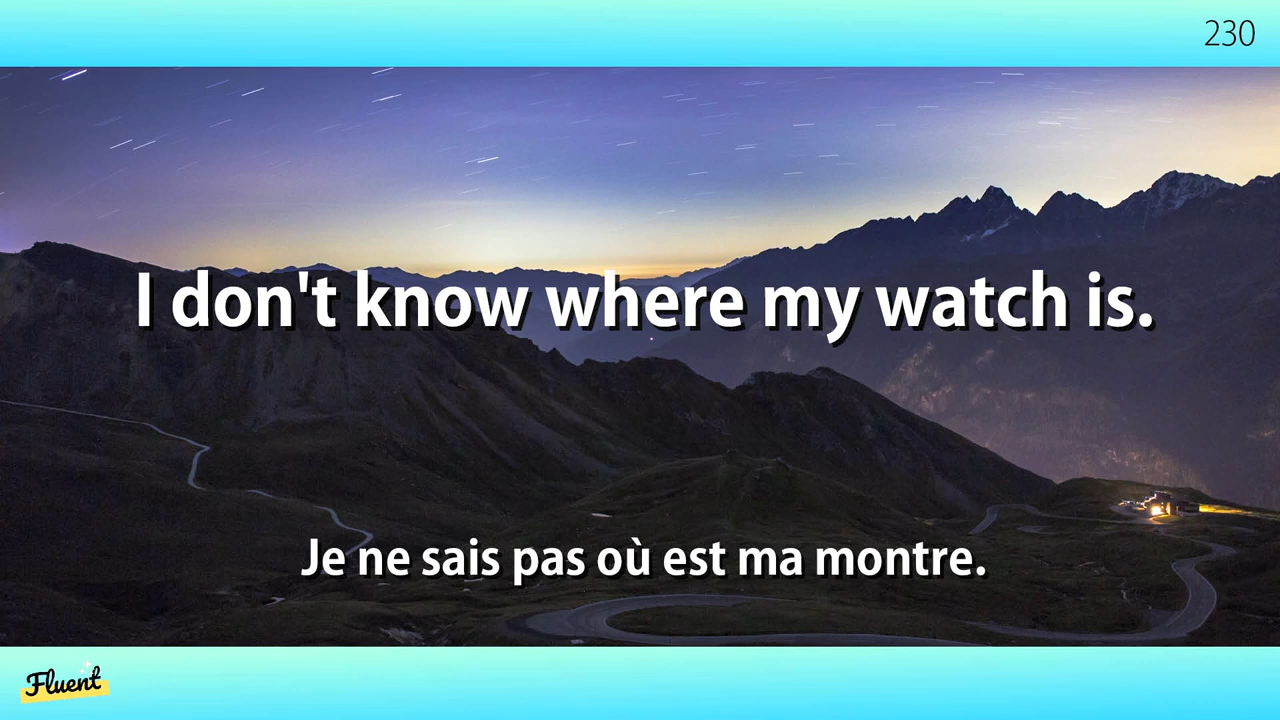 230
I don't know where my watch is.
Je ne sais pas où est ma montre.
Fluent